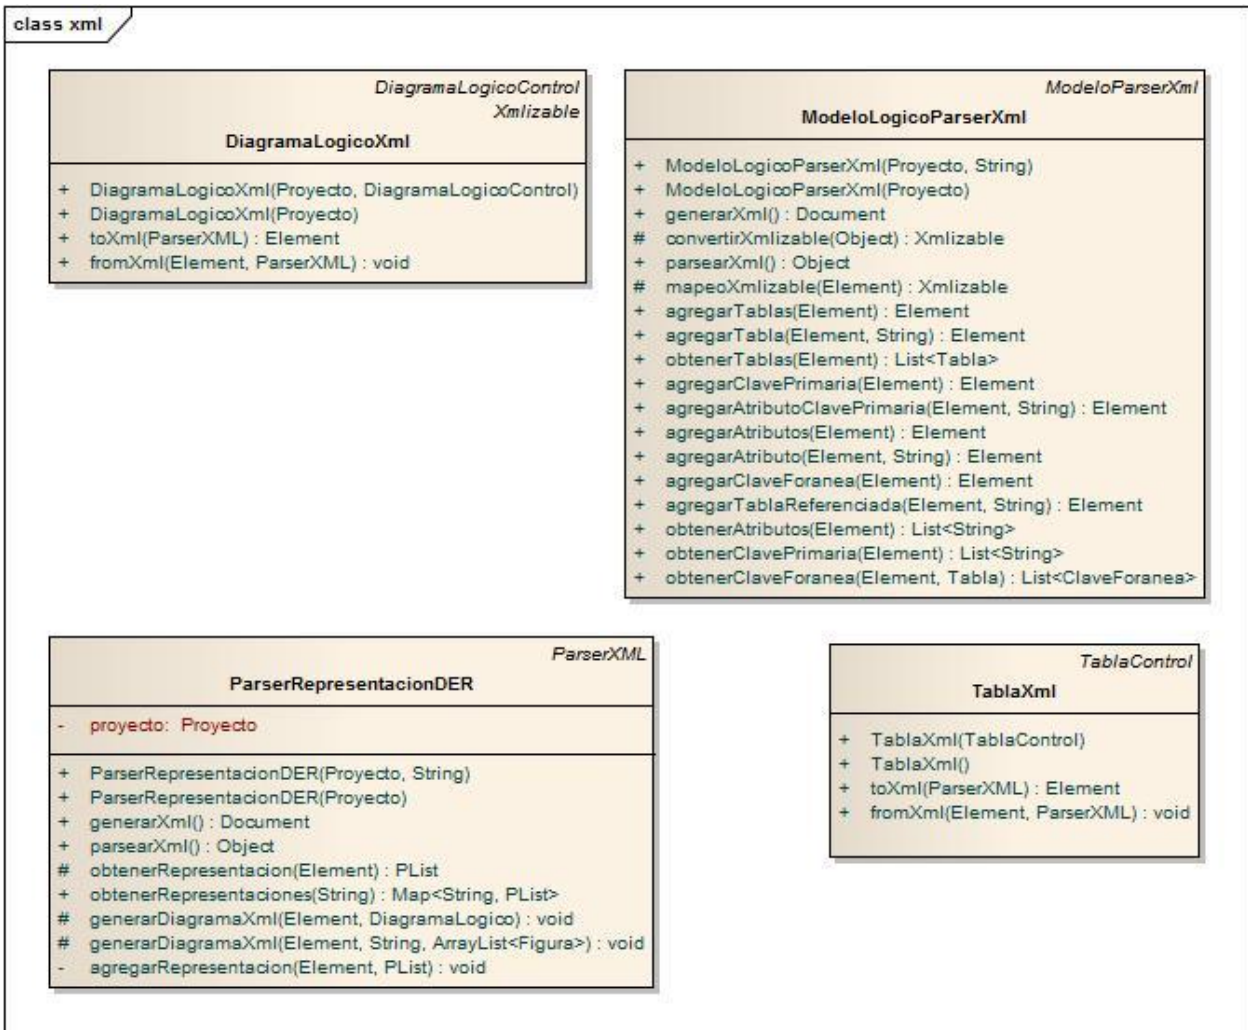 class xml
DiagramaLogicoControl
Xmlizable
DiagramaLogicoXml
+ DiagramaLogicoXml(Proyecto, DiagramaLogicoControl)
+ DiagramaLogicoXml(Proyecto)
+ toXml(ParserXML) : Element
+ fromXml(Element, ParserXML) : void
ModeloParserXml
ModeloLogicoParserXml
+ ModeloLogicoParserXml(Proyecto, String)
+ ModeloLogicoParserXml(Proyecto)
+ generarXml() : Document
# convertirXmlizable(Object) : Xmlizable
+ parsearXml() : Object
# mapeoXmlizable(Element) : Xmlizable
+ agregarTablas(Element) : Element
+ agregarTabla(Element, String) : Element
+ obtenerTablas(Element) : List<Tabla>
+ agregarClavePrimaria(Element) : Element
+ agregarAtributoClavePrimaria(Element, String) : Element
+ agregarAtributos(Element) : Element
+ agregarAtributo(Element, String) : Element
+ agregarClaveForanea(Element) : Element
+ agregarTablaReferenciada(Element, String) : Element
+ obtenerAtributos(Element) : List<String>
+ obtenerClavePrimaria(Element) : List<String>
+ obtenerClaveForanea(Element, Tabla) : List<ClaveForanea>
ParserXML
ParserRepresentacionDER
- proyecto: Proyecto
+ ParserRepresentacionDER(Proyecto, String)
+ ParserRepresentacionDER(Proyecto)
+ generarXml() : Document
+ parsearXml() : Object
# obtenerRepresentacion(Element) : PList
+ obtenerRepresentaciones(String) : Map<String, PList>
# generarDiagramaXml(Element, DiagramaLogico) : void
# generarDiagramaXml(Element, String, ArrayList<Figura>) : void
- agregarRepresentacion(Element, PList) : void
TablaControl
TablaXml
+ TablaXml(TablaControl)
+ TablaXml()
+ toXml(ParserXML) : Element
+ fromXml(Element, ParserXML) : void